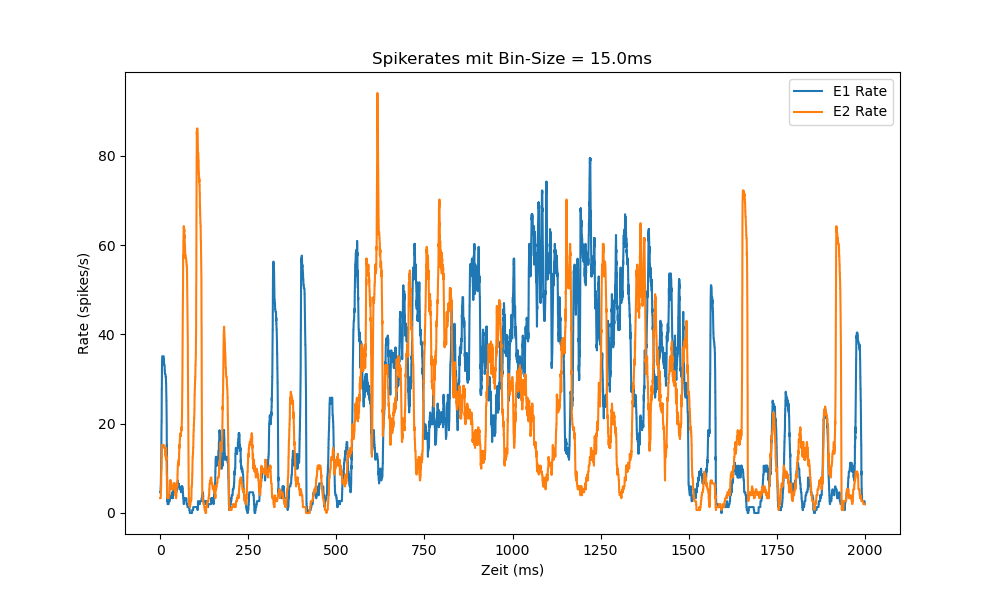 Spikerates mit Bin-Size = 15.0ms
E1 Rate
E2 Rate
Rate (spikes/s)
80
60
40
20
0
0 250 500 750 1000 1250 1500 1750 2000
Zeit (ms)